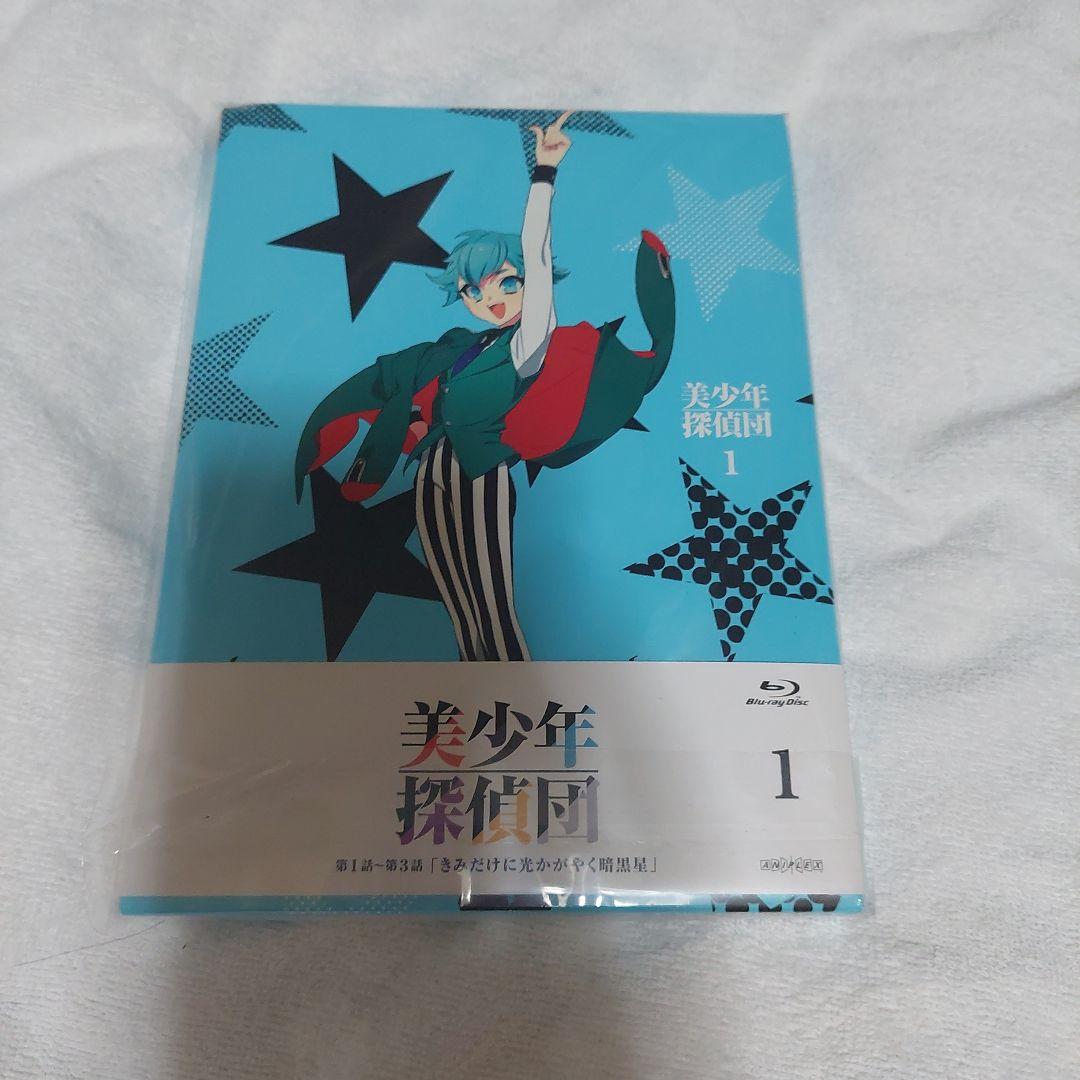 美少年
探偵団
1
美少年
探偵団
第1話~第3話「きみだけに光かがやく暗黒星」
Blu-ray Disc
1
ANIPLEX